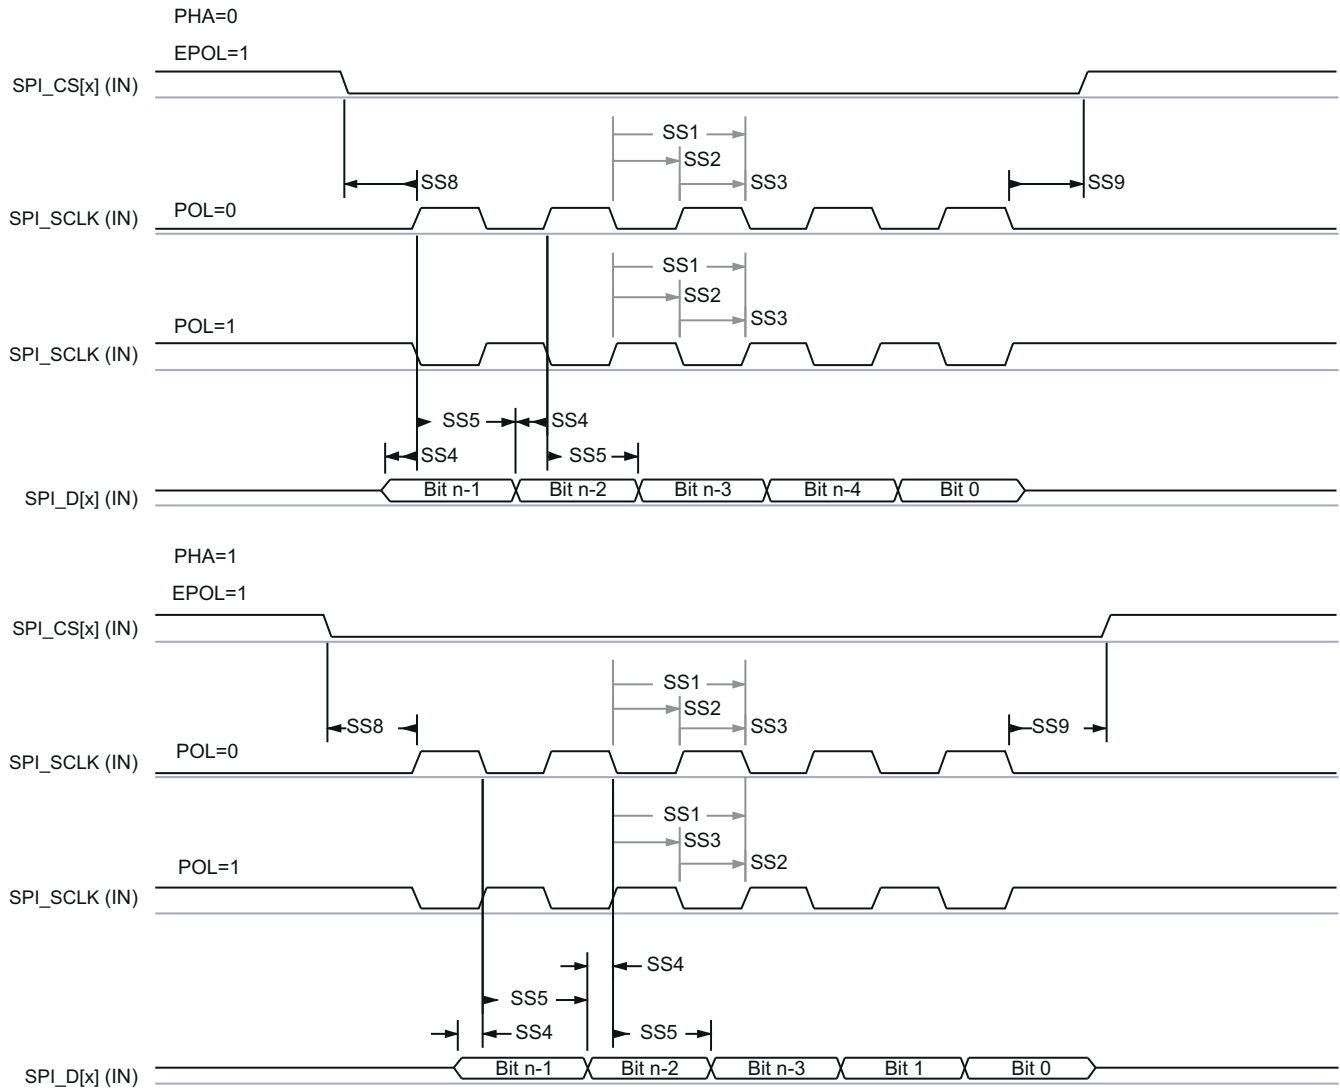 PHA=0
EPOL=1
SPI_CS[x] (IN)
SS1
SS2
SS8
SS3
SS9
POL=0
SPI_SCLK (IN)
SS1
SS2
SS3
POL=1
SPI_SCLK (IN)
SS5
SS4
SS4
SS5
Bit n-1
Bit n-2
Bit n-3
Bit n-4
Bit 0
SPI_D[x] (IN)
PHA=1
EPOL=1
SPI_CS[x] (IN)
SS1
SS2
SS8
SS3
SS9
POL=0
SPI_SCLK (IN)
SS1
SS3
SS2
POL=1
SPI_SCLK (IN)
SS4
SS5
SS4
SS5
Bit n-1
Bit n-2
Bit n-3
Bit 1
Bit 0
SPI_D[x] (IN)